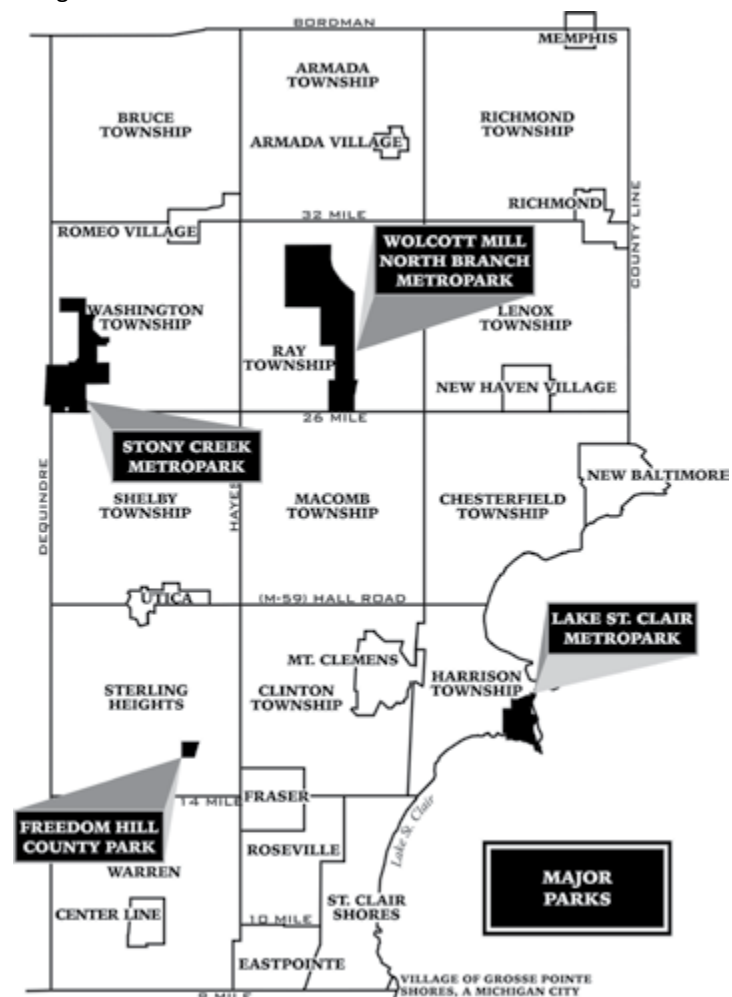 BORDMAN
MEMPHIS
ARMADA
TOWNSHIP
BRUCE
TOWNSHIP
RICHMOND
TOWNSHIP
ARMADA VILLAGE
RICHMOND
COUNTY LINE
32 MILE
ROMEO VILLAGE
WOLCOTT MILL
NORTH BRANCH
METROPARK
WASHINGTON
TOWNSHIP
LENOX
TOWNSHIP
RAY
TOWNSHIP
NEW HAVEN VILLAGE
26 MILE
STONY CREEK
METROPARK
NEW BALTIMORE
DEQUINDRE
SHELBY
TOWNSHIP
HAYES
MACOMB
TOWNSHIP
CHESTERFIELD
TOWNSHIP
UTICA
(M-59) HALL ROAD
LAKE ST. CLAIR
METROPARK
MT. CLEMENS
HARRISON
TOWNSHIP
STERLING
HEIGHTS
CLINTON
TOWNSHIP
14 MILE
FRASER
Lake St. Clair
FREEDOM HILL
COUNTY PARK
ROSEVILLE
WARREN
MAJOR
PARKS
ST. CLAIR
SHORES
CENTER LINE
10 MILE
EASTPOINTE
VILLAGE OF GROSSE POINTE
SHORES, A MICHIGAN CITY
8 MILE